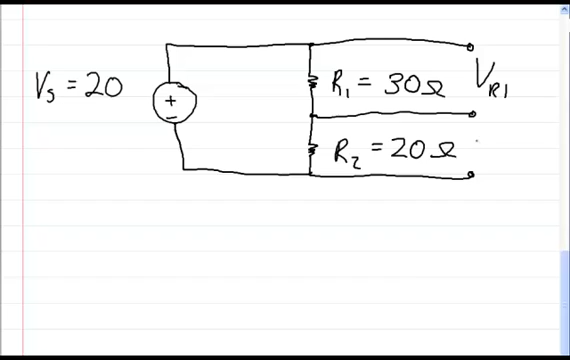 Vs = 20
+
−
R1 = 30Ω
VR1
R2 = 20Ω